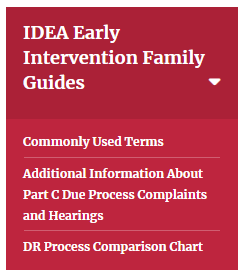 IDEA Early
Intervention Family
Guides
Commonly Used Terms
Additional Information About
Part C Due Process Complaints
and Hearings
DR Process Comparison Chart